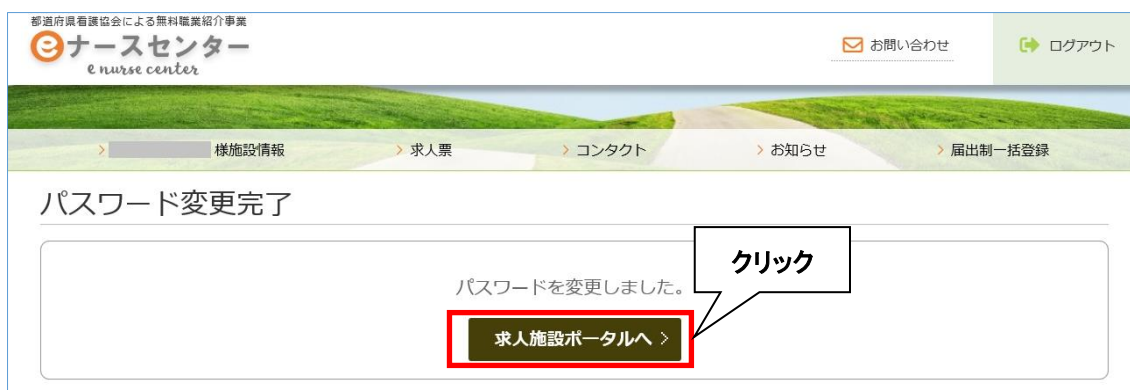 都道府県看護協会による無料職業紹介事業
eナースセンター
e nurse center
お問い合わせ
ログアウト
> 様施設情報
> 求人票
> コンタクト
> お知らせ
> 届出制一括登録
パスワード変更完了
クリック
パスワードを変更しました。
求人施設ポータルへ >